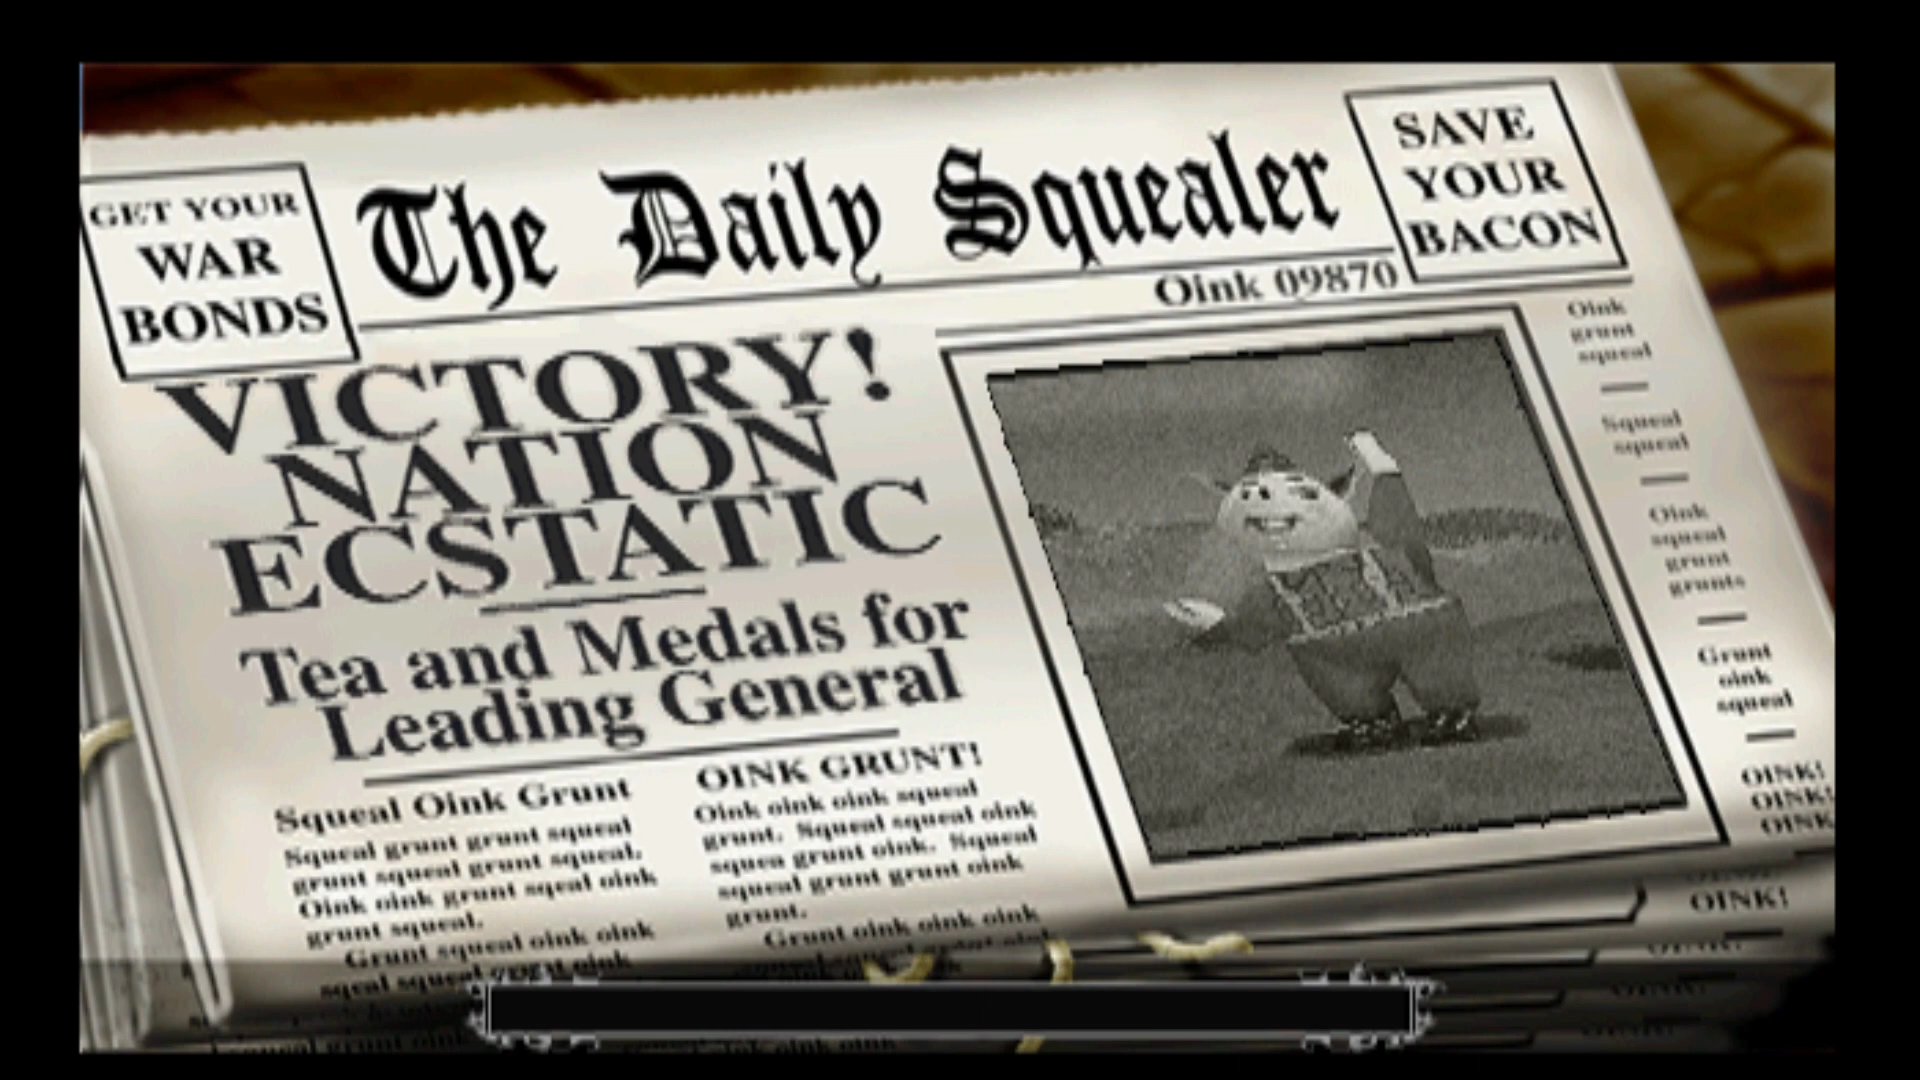 GET YOUR
WAR
BONDS
The Daily Squealer
SAVE
YOUR
BACON
Oink 09870
VICTORY!
NATION
ECSTATIC
Tea and Medals for
Leading General
Squeal Oink Grunt
Squeal grunt grunt squeal
grunt squeal grunt squeal.
Oink oink grunt sqeal oink
grunt squeal.
Grunt squeal oink oink
sqeal squeal grunt oink
OINK GRUNT!
Oink oink oink squeal
grunt. Squeal squeal oink
squea grunt oink. Squeal
squeal grunt grunt oink
grunt.
Grunt oink oink oink
Oink
grunt
squeal
Squeal
squeal
Oink
squeal
grunt
grunts
Grunt
oink
squeal
OINK!
OINK!
OINK
OINK!